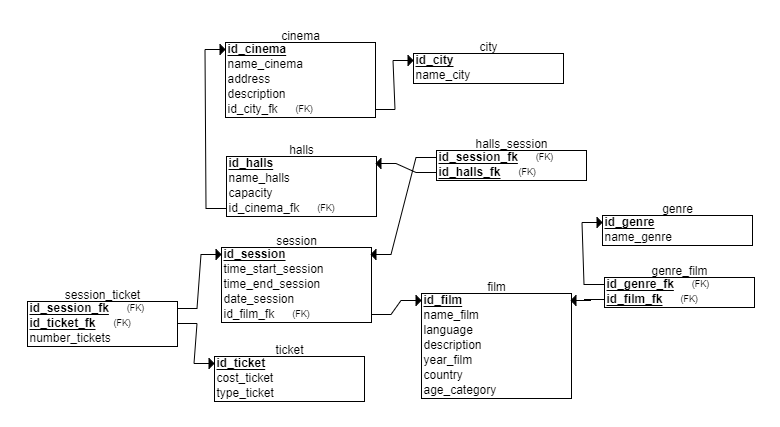 cinema
id_cinema
name_cinema
address
description
id_city_fk (FK)
city
id_city
name_city
halls
id_halls
name_halls
capacity
id_cinema_fk (FK)
halls_session
id_session_fk (FK)
id_halls_fk (FK)
genre
id_genre
name_genre
session
id_session
time_start_session
time_end_session
date_session
id_film_fk (FK)
genre_film
id_genre_fk (FK)
id_film_fk (FK)
session_ticket
id_session_fk (FK)
id_ticket_fk (FK)
number_tickets
film
id_film
name_film
language
description
year_film
country
age_category
ticket
id_ticket
cost_ticket
type_ticket